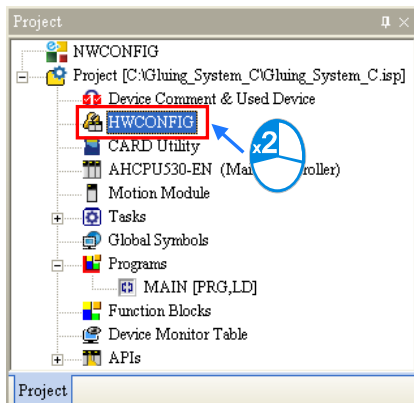 Project
NWCONFIG
Project [C:\Gluing_System_C\Gluing_System_C.isp]
Device Comment & Used Device
HWCONFIG
CARD Utility
AHCPU530-EN (Mai roller)
Motion Module
Tasks
Global Symbols
Programs
MAIN [PRG,LD]
Function Blocks
Device Monitor Table
APIs
Project
x2